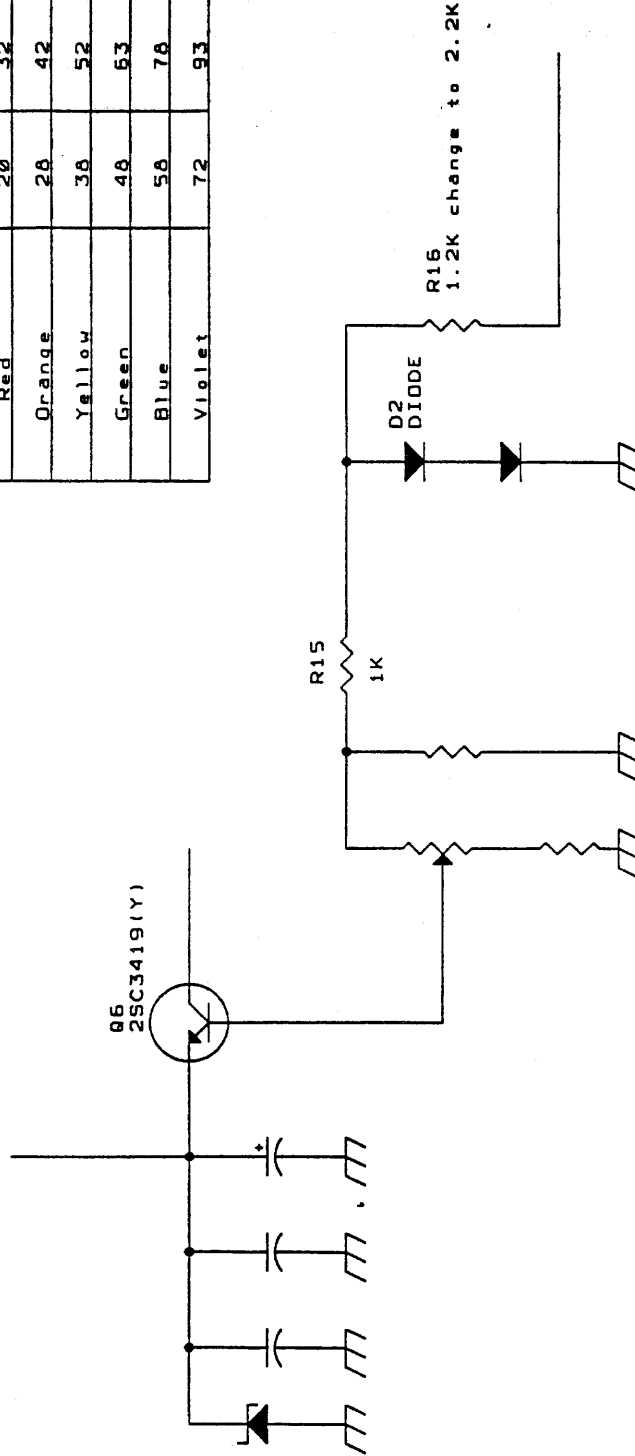 Red 20 32
Orange 28 42
Yellow 38 52
Green 48 63
Blue 58 78
Violet 72 93
Q6
2SC3419(Y)
R15
1K
D2
DIODE
R16
1.2K change to 2.2K